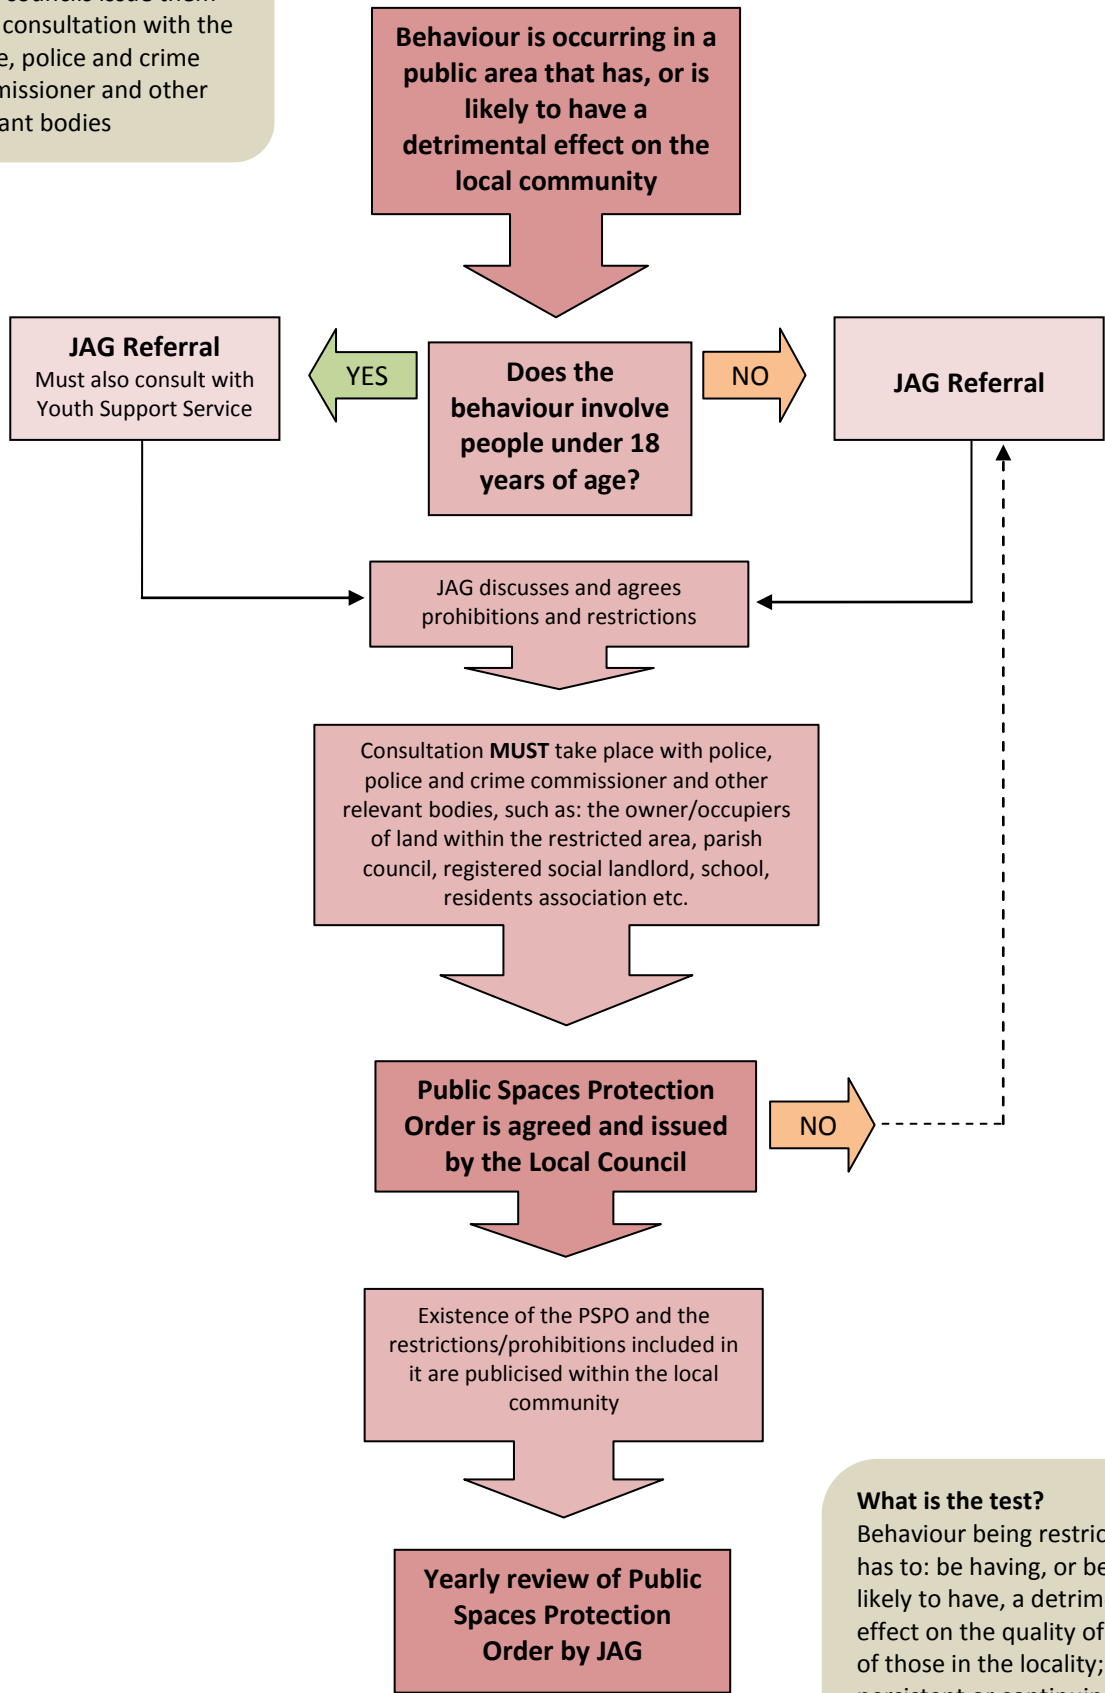 consultation with the
police and crime
and other
bodies
Behaviour is occurring in a
public area that has, or is
likely to have a
detrimental effect on the
local community
JAG Referral
Must also consult with
Youth Support Service
YES
Does the
behaviour involve
people under 18
years of age?
NO
JAG Referral
JAG discusses and agrees
prohibitions and restrictions
Consultation MUST take place with police,
police and crime commissioner and other
relevant bodies, such as: the owner/occupiers
of land within the restricted area, parish
council, registered social landlord, school,
residents association etc.
Public Spaces Protection
Order is agreed and issued
by the Local Council
NO
Existence of the PSPO and the
restrictions/prohibitions included in
it are publicised within the local
community
Yearly review of Public
Spaces Protection
Order by JAG
What is the test?
Behaviour being
has to: be having, or be
likely to have, a
effect on the quality of
of those in the locality;